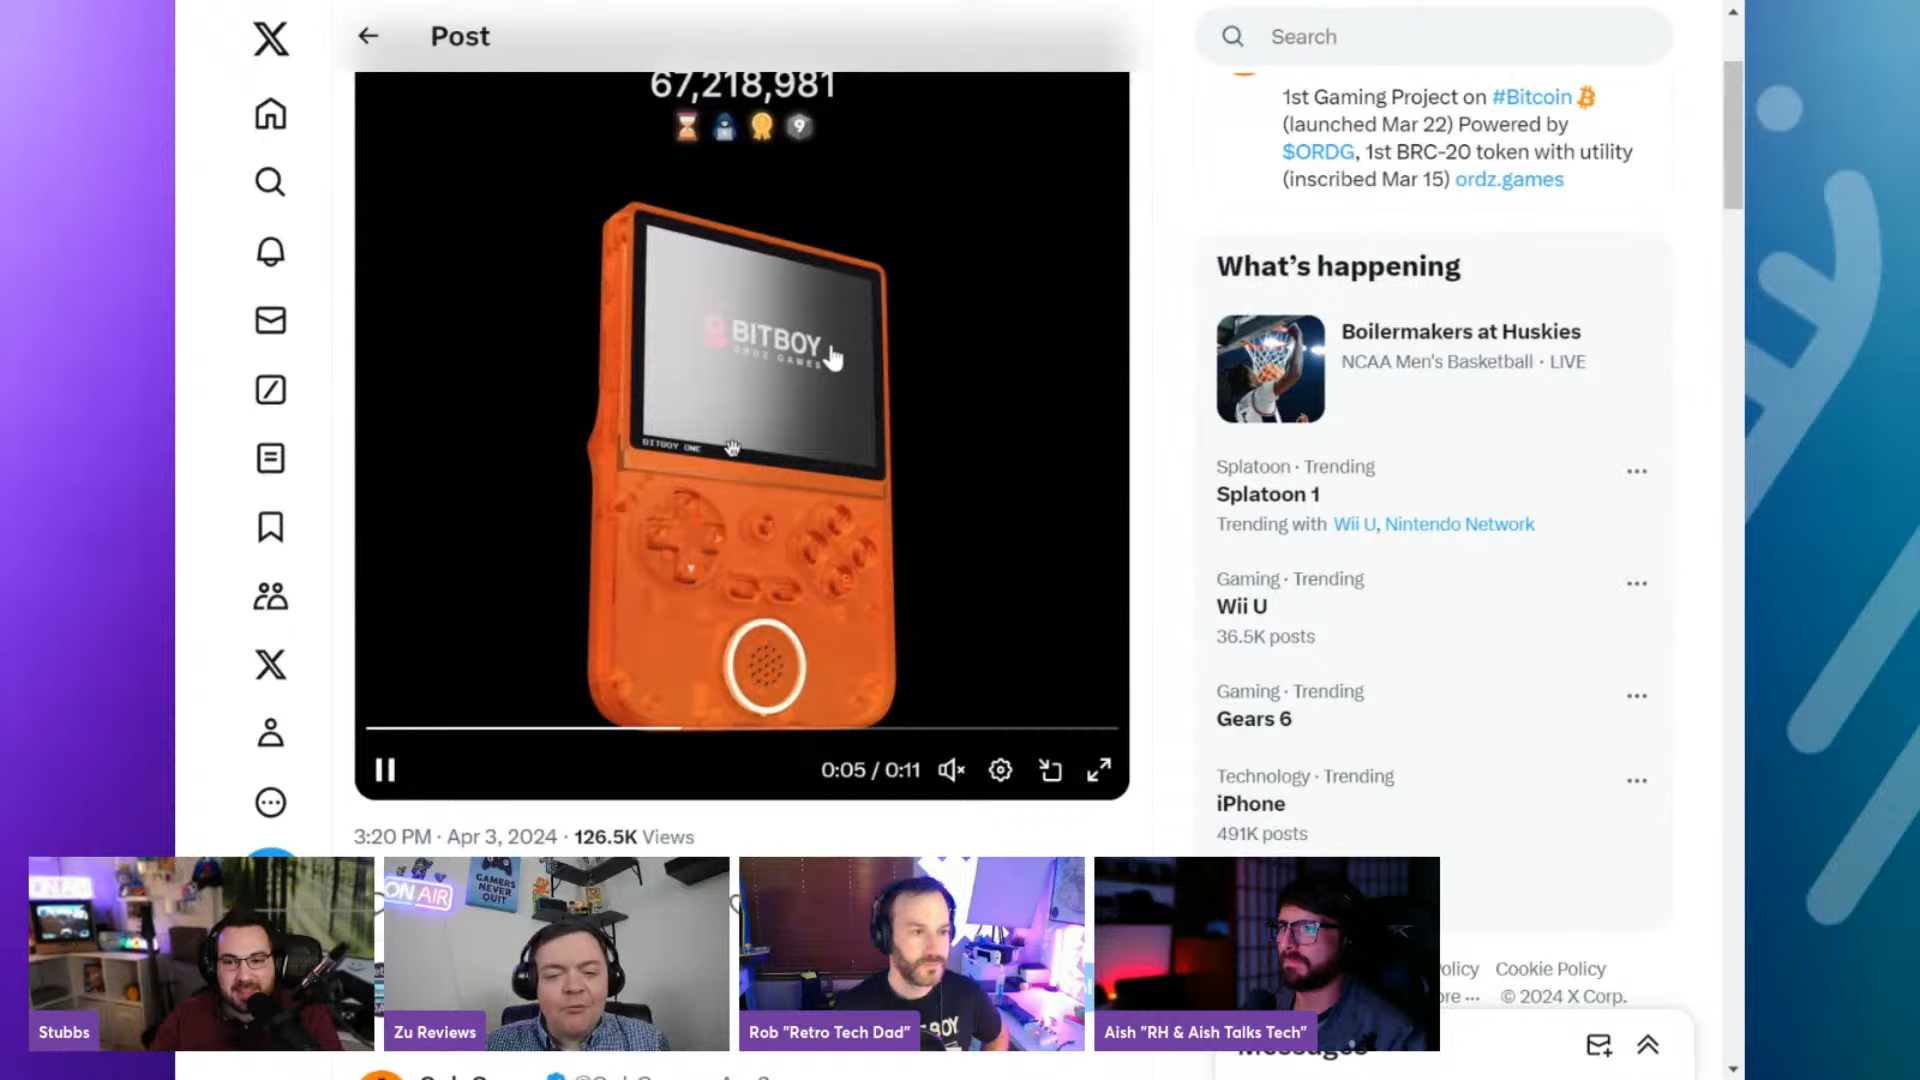 Post
Search
67,218,981
9
1st Gaming Project on #Bitcoin
(launched Mar 22) Powered by
$ORDG, 1st BRC-20 token with utility
(inscribed Mar 15) ordz.games
What's happening
Boilermakers at Huskies
NCAA Men's Basketball · LIVE
BITBOY
ORDZ GAMES
BITBOY ONE
Splatoon · Trending
Splatoon 1
Trending with Wii U, Nintendo Network
Gaming · Trending
Wii U
36.5K posts
Gaming · Trending
Gears 6
Technology · Trending
iPhone
491K posts
0:05 / 0:11
3:20 PM · Apr 3, 2024 · 126.5K Views
ON AIR
GAMERS
NEVER
QUIT
Cookie Policy
© 2024 X Corp.
Stubbs
Zu Reviews
Rob "Retro Tech Dad"
Aish "RH & Aish Talks Tech"
Messages